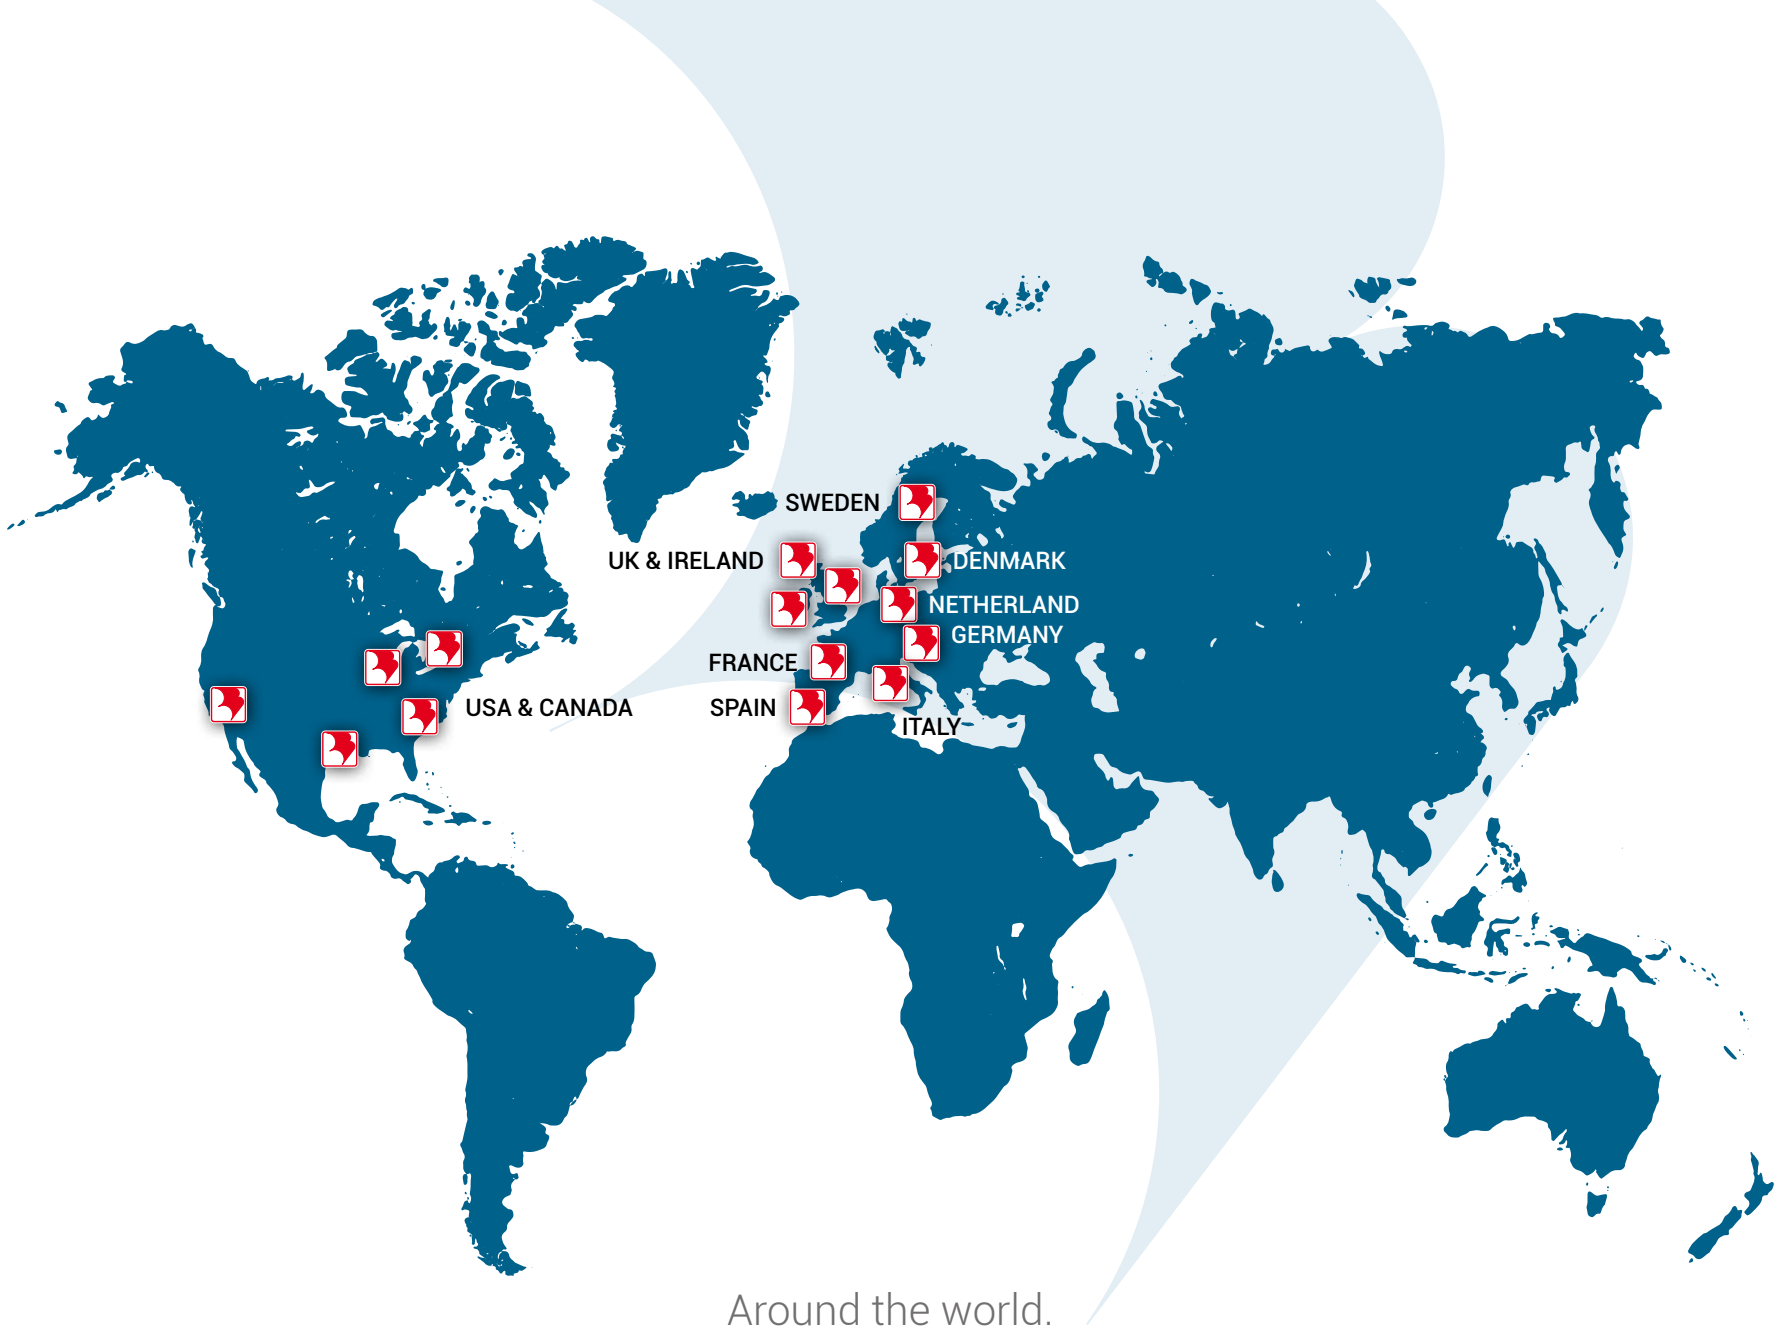 SWEDEN
UK & IRELAND
DENMARK
NETHERLAND
GERMANY
FRANCE
USA & CANADA
SPAIN
ITALY
Around the world.